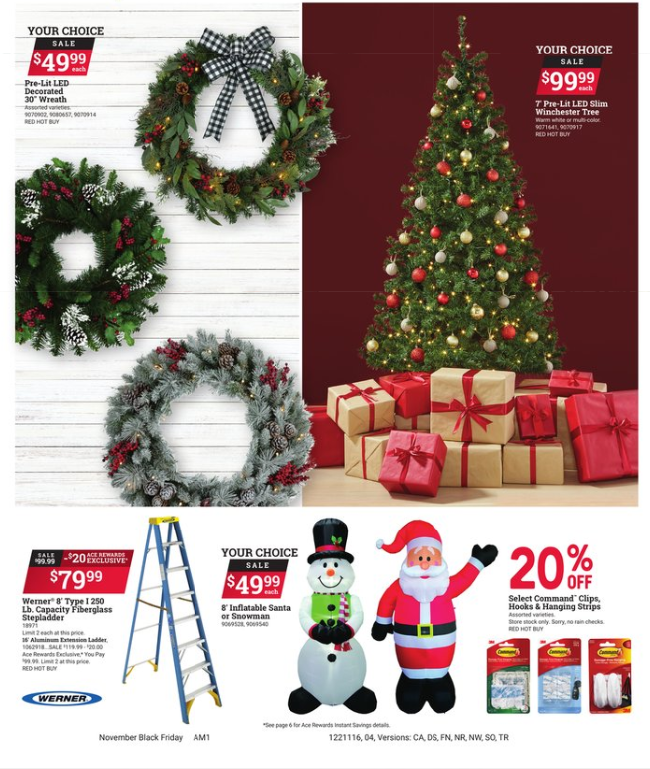 YOUR CHOICE
SALE
$49.99
each
Pre-Lit LED
Decorated
30" Wreath
Assorted varieties.
9070902, 9080637, 9070914
RED HOT BUY
YOUR CHOICE
SALE
$99.99
each
7' Pre-Lit LED Slim
Winchester Tree
Warm white or multi-color.
9071641, 9070917
RED HOT BUY
SALE
$99.99
-$20 ACE REWARDS
EXCLUSIVE*
$79.99
Werner® 8' Type I 250
Lb. Capacity Fiberglass
Stepladder
18971
Limit 2 each at this price.
16' Aluminum Extension Ladder,
1062918...SALE $119.99 -$20.00
Ace Rewards Exclusive,* You Pay
$99.99. Limit 2 at this price.
RED HOT BUY
WERNER
YOUR CHOICE
SALE
$49.99
each
8' Inflatable Santa
or Snowman
9069528, 9069540
20% OFF
Select Command™ Clips,
Hooks & Hanging Strips
Assorted varieties.
Store stock only. Sorry, no rain checks.
RED HOT BUY
Command
Command
Command
*See page 6 for Ace Rewards Instant Savings details.
November Black Friday AM1
1221116, 04, Versions: CA, DS, FN, NR, NW, SO, TR